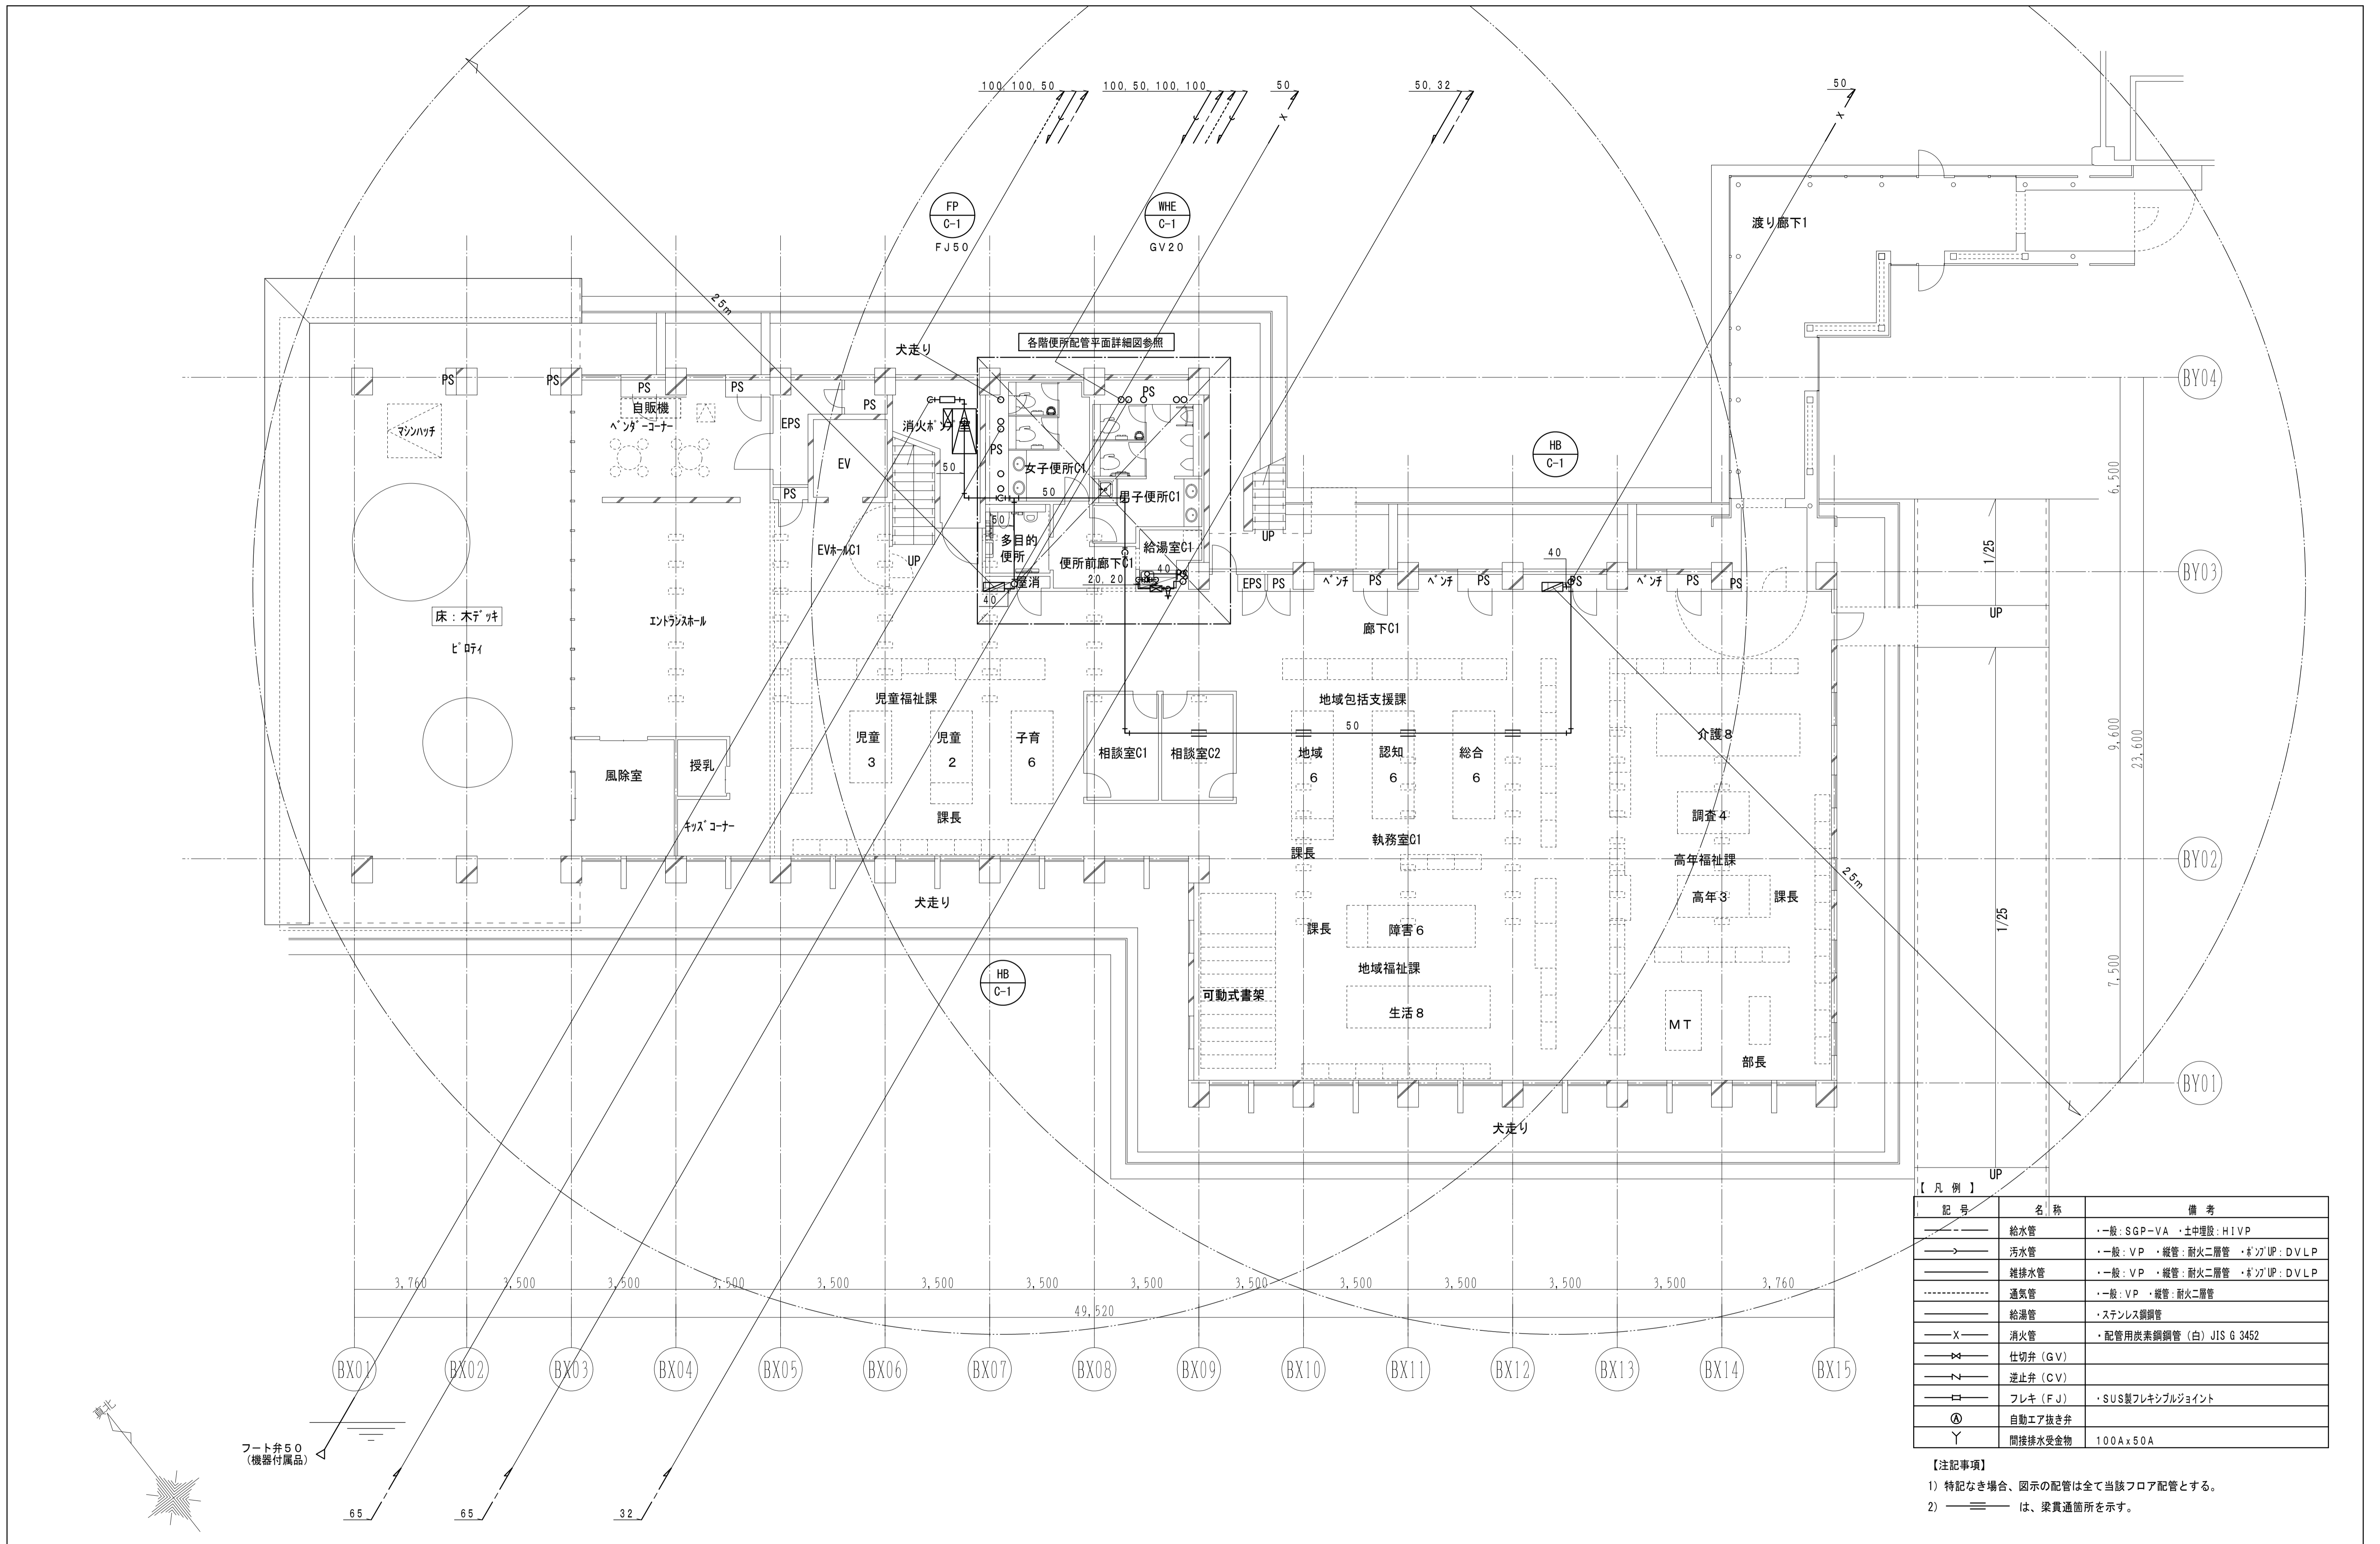 100, 100, 50
100, 50, 100, 100
50
50, 32
50
FP
C-1
FJ50
WHE
C-1
GV20
渡り廊下1
25m
各階便所配管平面詳細図参照
犬走り
BY04
PS
PS
PS
PS
PS
PS
自販機
ﾍﾞﾝﾀﾞｰｺｰﾅｰ
ﾏｼﾝﾊｯﾁ
EPS
消火ﾎﾟﾝﾌﾟ室
EV
PS
女子便所C1
HB
C-1
6,500
50
50
PS
男子便所C1
50
多目的
便所
EVﾎｰﾙC1
UP
便所前廊下C1
給湯室C1
UP
40
1/25
屋消
20, 20
40
PS
40
EPS
PS
ﾍﾞﾝﾁ
PS
ﾍﾞﾝﾁ
PS
PS
ﾍﾞﾝﾁ
PS
PS
BY03
床：木ﾃﾞｯｷ
ﾋﾟﾛﾃｨ
ｴﾝﾄﾗﾝｽﾎｰﾙ
廊下C1
UP
児童福祉課
地域包括支援課
児童
3
児童
2
子育
6
相談室C1
相談室C2
50
地域
6
認知
6
総合
6
介護8
9,600
23,600
風除室
授乳
ｷｯｽﾞｺｰﾅｰ
課長
調査4
執務室C1
課長
高年福祉課
BY02
25m
犬走り
高年3
課長
課長
障害6
1/25
地域福祉課
HB
C-1
7,500
可動式書架
生活8
MT
部長
BY01
犬走り
UP
3,760
3,500
3,500
3,500
3,500
3,500
3,500
3,500
3,500
3,500
3,500
3,500
3,500
3,760
49,520
BX01
BX02
BX03
BX04
BX05
BX06
BX07
BX08
BX09
BX10
BX11
BX12
BX13
BX14
BX15
真北
フート弁50
（機器付属品）
65
65
32
【 凡 例 】
記 号 名 称 備 考
給水管 ・一般：SGP－VA ・土中埋設：HIVP
汚水管 ・一般：VP ・縦管：耐火二層管 ・ﾎﾟﾝﾌﾟUP：DVLP
雑排水管 ・一般：VP ・縦管：耐火二層管 ・ﾎﾟﾝﾌﾟUP：DVLP
通気管 ・一般：VP ・縦管：耐火二層管
給湯管 ・ステンレス鋼鋼管
X 消火管 ・配管用炭素鋼鋼管（白）JIS G 3452
仕切弁（GV）
逆止弁（CV）
フレキ（FJ） ・SUS製フレキシブルジョイント
A 自動エア抜き弁
間接排水受金物 100Ax50A
【注記事項】
1）特記なき場合、図示の配管は全て当該フロア配管とする。
2） は、梁貫通箇所を示す。